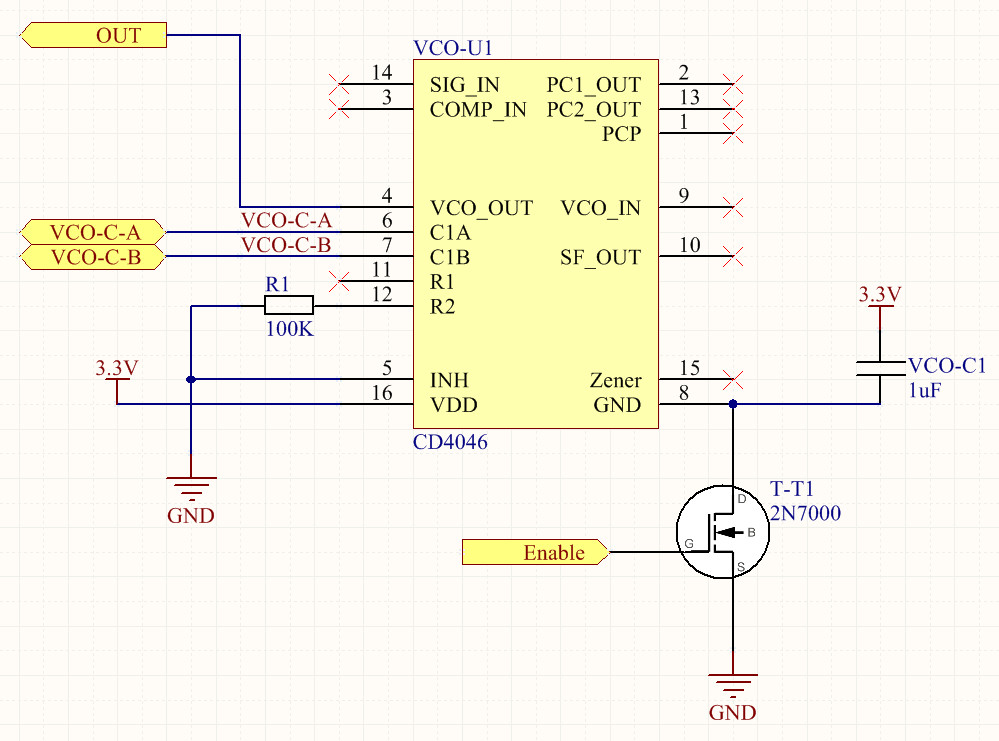 OUT
VCO-U1
14 SIG_IN PC1_OUT 2
3 COMP_IN PC2_OUT 13
PCP 1
4 VCO_OUT VCO_IN 9
VCO-C-A VCO-C-A 6 C1A
VCO-C-B VCO-C-B 7 C1B SF_OUT 10
11 R1
R1 12 R2
100K
3.3V
3.3V 5 INH Zener 15
VCO-C1
1uF
16 VDD GND 8
CD4046
GND
T-T1
2N7000
D
B
G
S
Enable
GND